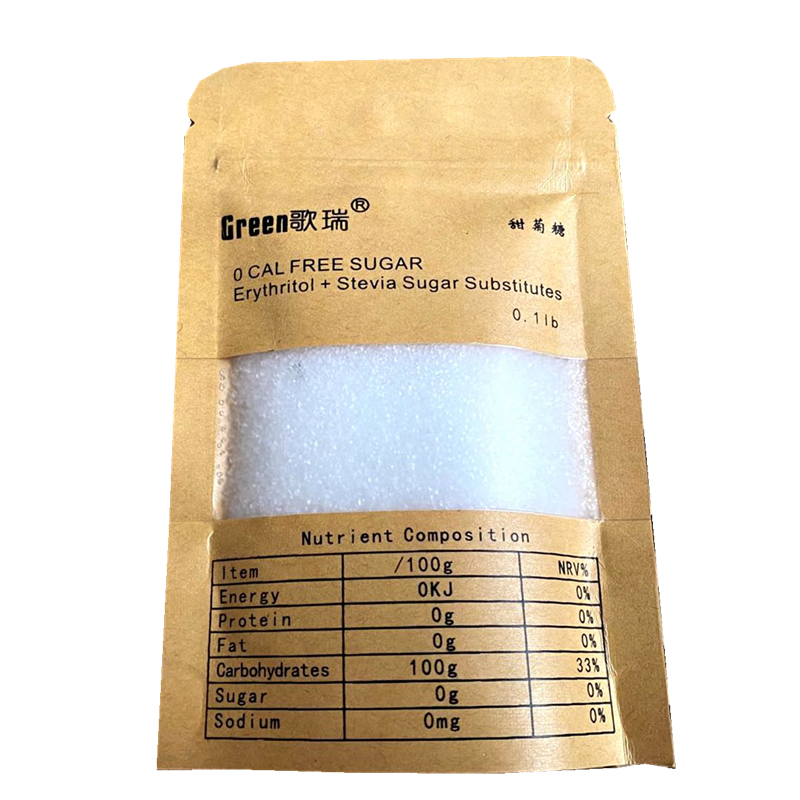 Green歌瑞®
甜菊糖
0 CAL FREE SUGAR
Erythritol + Stevia Sugar Substitutes
0.1lb
Nutrient Composition
Item /100g NRV%
Energy 0KJ 0%
Protein 0g 0%
Fat 0g 0%
Carbohydrates 100g 33%
Sugar 0g 0%
Sodium 0mg 0%